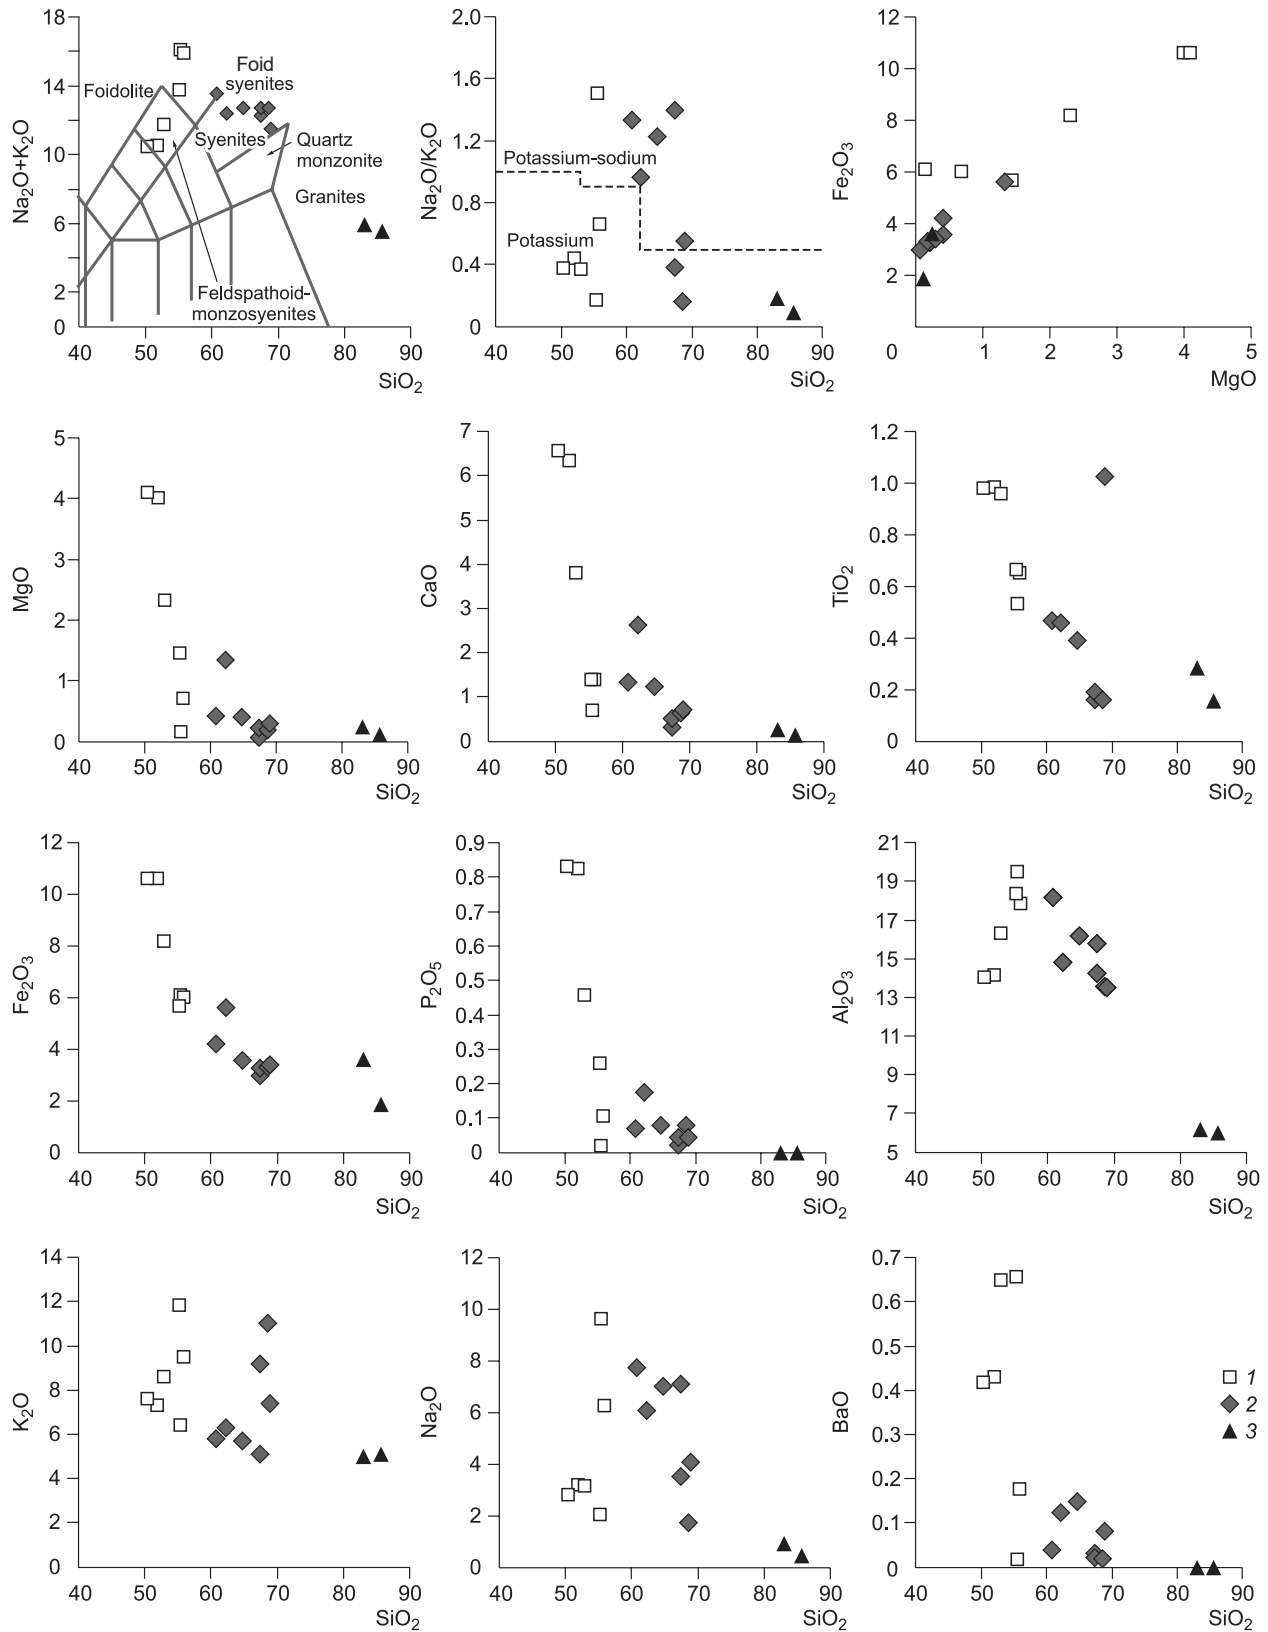 18
16
14
10
6
2
0
40 50 60 70 80 90
SiO₂
Na₂O+K₂O
Foidolite
Foid
syenites
Syenites
Quartz
monzonite
Granites
Feldspathoid-
monzosyenites
2.0
1.6
1.2
0.8
0.4
0
40 50 60 70 80 90
SiO₂
Na₂O/K₂O
Potassium-sodium
Potassium
12
10
8
6
4
2
0 1 2 3 4 5
MgO
Fe₂O₃
5
4
3
2
1
0
40 50 60 70 80 90
SiO₂
MgO
7
6
5
4
3
2
1
0
40 50 60 70 80 90
SiO₂
CaO
1.2
1.0
0.8
0.6
0.4
0.2
0
40 50 60 70 80 90
SiO₂
TiO₂
12
10
8
6
4
2
0
40 50 60 70 80 90
SiO₂
Fe₂O₃
0.9
0.8
0.7
0.6
0.5
0.4
0.3
0.2
0.1
0
40 50 60 70 80 90
SiO₂
P₂O₅
21
19
17
15
13
11
9
7
5
40 50 60 70 80 90
SiO₂
Al₂O₃
14
12
10
8
6
4
2
0
40 50 60 70 80 90
SiO₂
K₂O
12
10
8
6
4
2
0
40 50 60 70 80 90
SiO₂
Na₂O
0.7
0.6
0.5
0.4
0.3
0.2
0.1
0
40 50 60 70 80 90
SiO₂
BaO
1
2
3